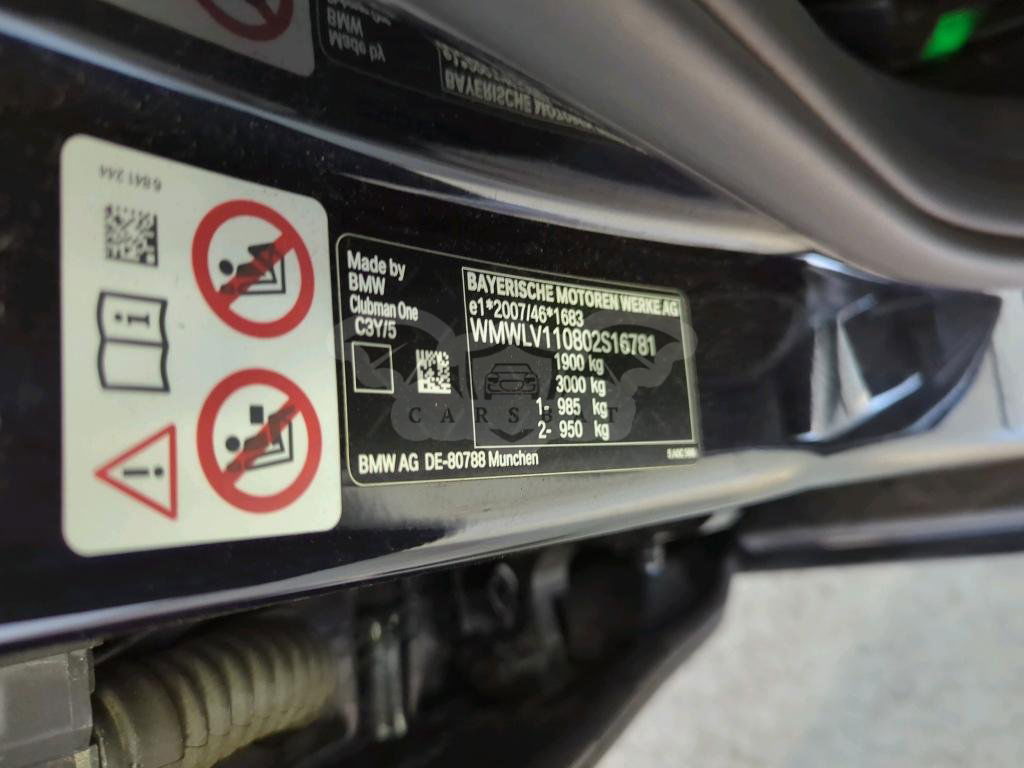 6 841 244
Made by
BMW
Clubman One
C3Y/5
BAYERISCHE MOTOREN WERKE AG
e1*2007/46*1683
WMWLV110802S16781
1900 kg
3000 kg
1- 985 kg
2- 950 kg
BMW AG DE-80788 Munchen